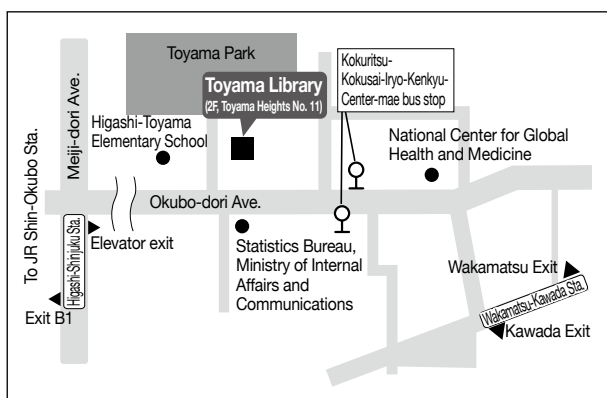 Toyama Park
Toyama Library
(2F, Toyama Heights No. 11)
Kokuritsu-
Kokusai-Iryo-Kenkyu-
Center-mae bus stop
Meiji-dori Ave.
Higashi-Toyama
Elementary School
National Center for Global
Health and Medicine
To JR Shin-Okubo Sta.
Okubo-dori Ave.
Higashi-Shinjuku Sta.
Elevator exit
Statistics Bureau,
Ministry of Internal
Affairs and
Communications
Exit B1
Wakamatsu Exit
Wakamatsu-Kawada Sta.
Kawada Exit